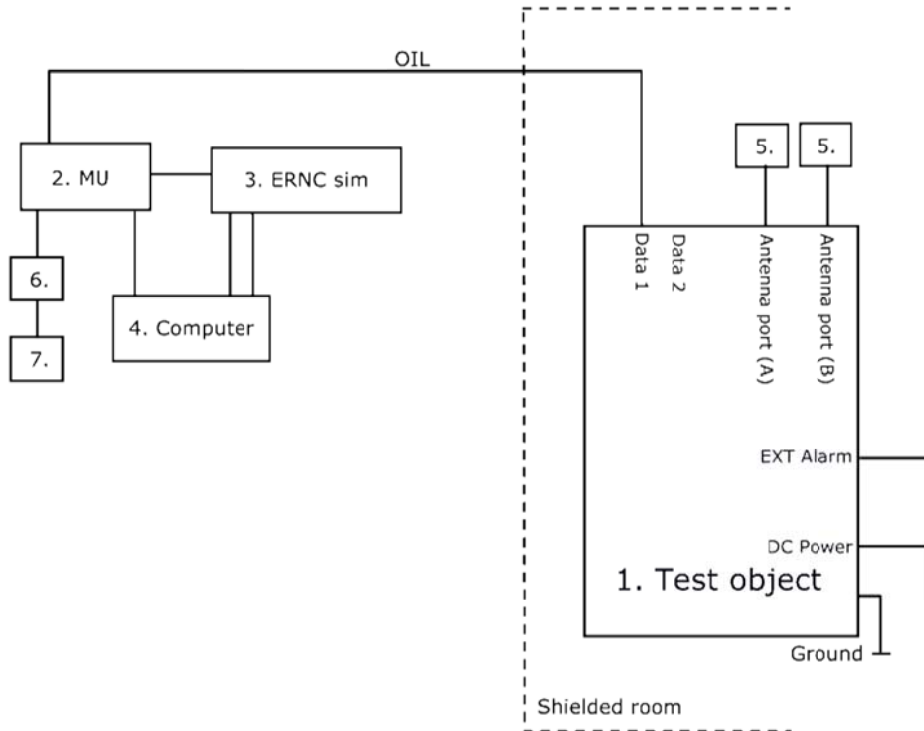 OIL
2. MU
3. ERNC sim
5.
5.
6.
4. Computer
7.
Data 1
Data 2
Antenna port (A)
Antenna port (B)
EXT Alarm
DC Power
1. Test object
Ground
Shielded room